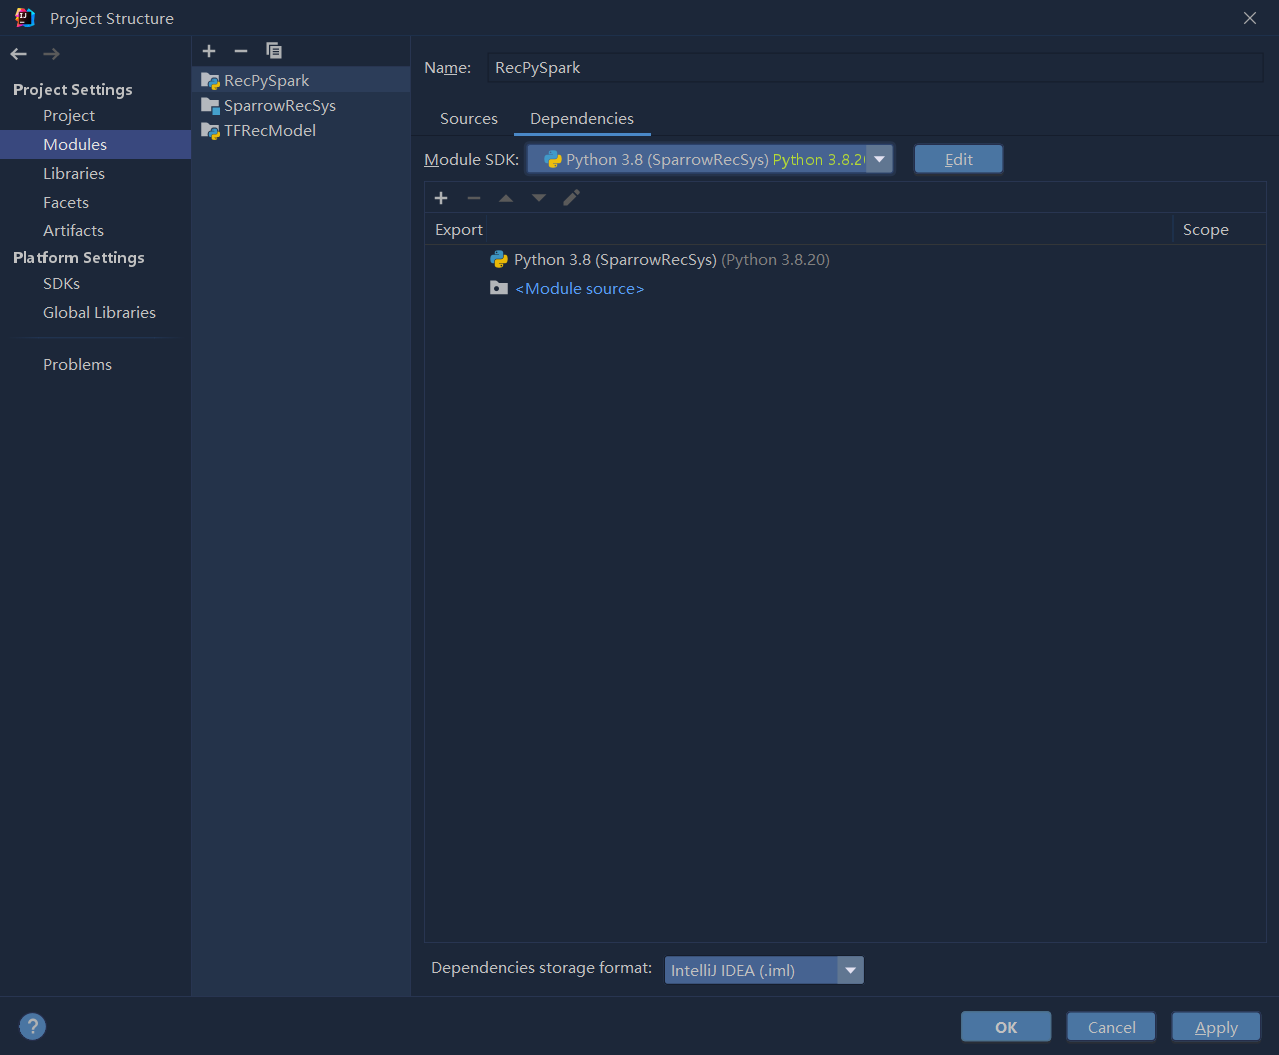 Project Structure
Project Settings
Project
Modules
Libraries
Facets
Artifacts
Platform Settings
SDKs
Global Libraries
Problems
RecPySpark
SparrowRecSys
TFRecModel
Name: RecPySpark
Sources Dependencies
Module SDK: Python 3.8 (SparrowRecSys) Python 3.8.2 Edit
Export Scope
Python 3.8 (SparrowRecSys) (Python 3.8.20)
<Module source>
Dependencies storage format: IntelliJ IDEA (.iml)
? OK Cancel Apply